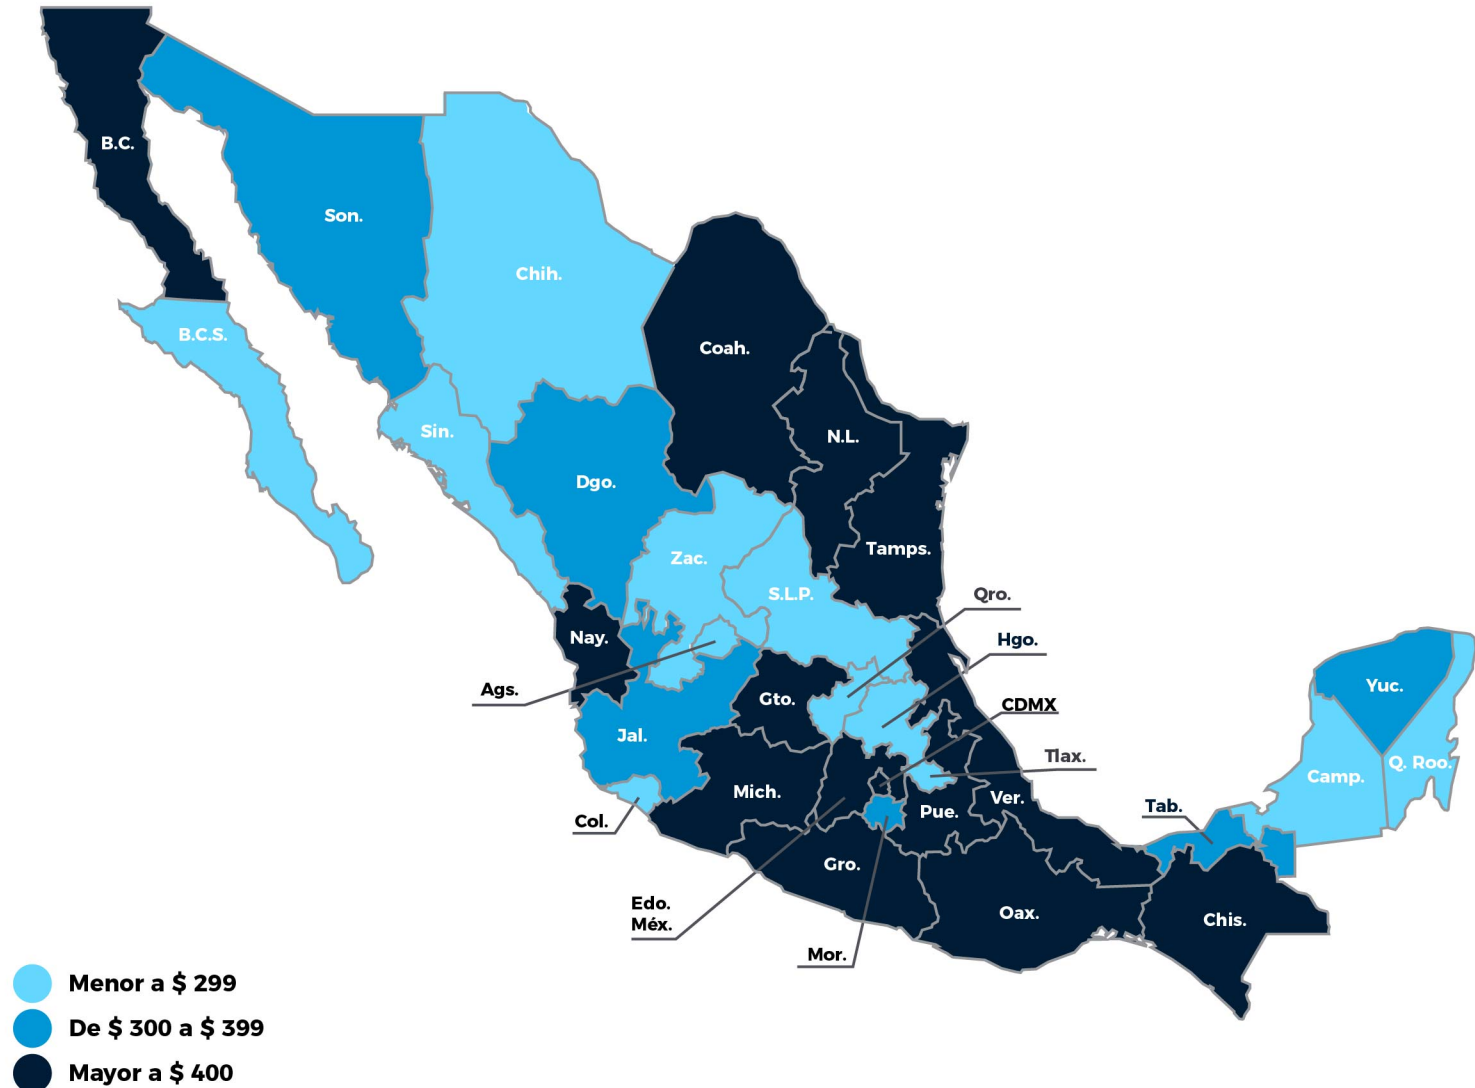 B.C.
Son.
Chih.
B.C.S.
Coah.
Sin.
N.L.
Dgo.
Tamps.
Zac.
S.L.P.
Qro.
Nay.
Hgo.
Ags.
Gto.
CDMX
Yuc.
Jal.
Tlax.
Q. Roo.
Camp.
Mich.
Ver.
Tab.
Pue.
Col.
Gro.
Edo.
Méx.
Oax.
Chis.
Mor.
Menor a $ 299
De $ 300 a $ 399
Mayor a $ 400